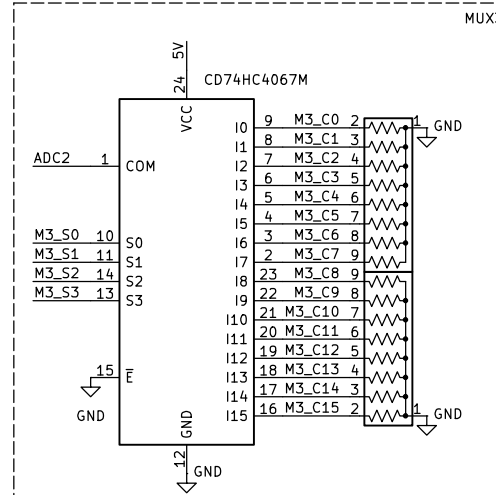 MUX3
5V
24
CD74HC4067M
VCC
I0 9 M3_C0 2 1 GND
I1 8 M3_C1 3
ADC2 1 COM I2 7 M3_C2 4
I3 6 M3_C3 5
I4 5 M3_C4 6
I5 4 M3_C5 7
M3_S0 10 S0 I6 3 M3_C6 8
M3_S1 11 S1 I7 2 M3_C7 9
M3_S2 14 S2 I8 23 M3_C8 9
M3_S3 13 S3 I9 22 M3_C9 8
I10 21 M3_C10 7
I11 20 M3_C11 6
I12 19 M3_C12 5
15 E I13 18 M3_C13 4
I14 17 M3_C14 3
GND GND I15 16 M3_C15 2 1 GND
12 GND